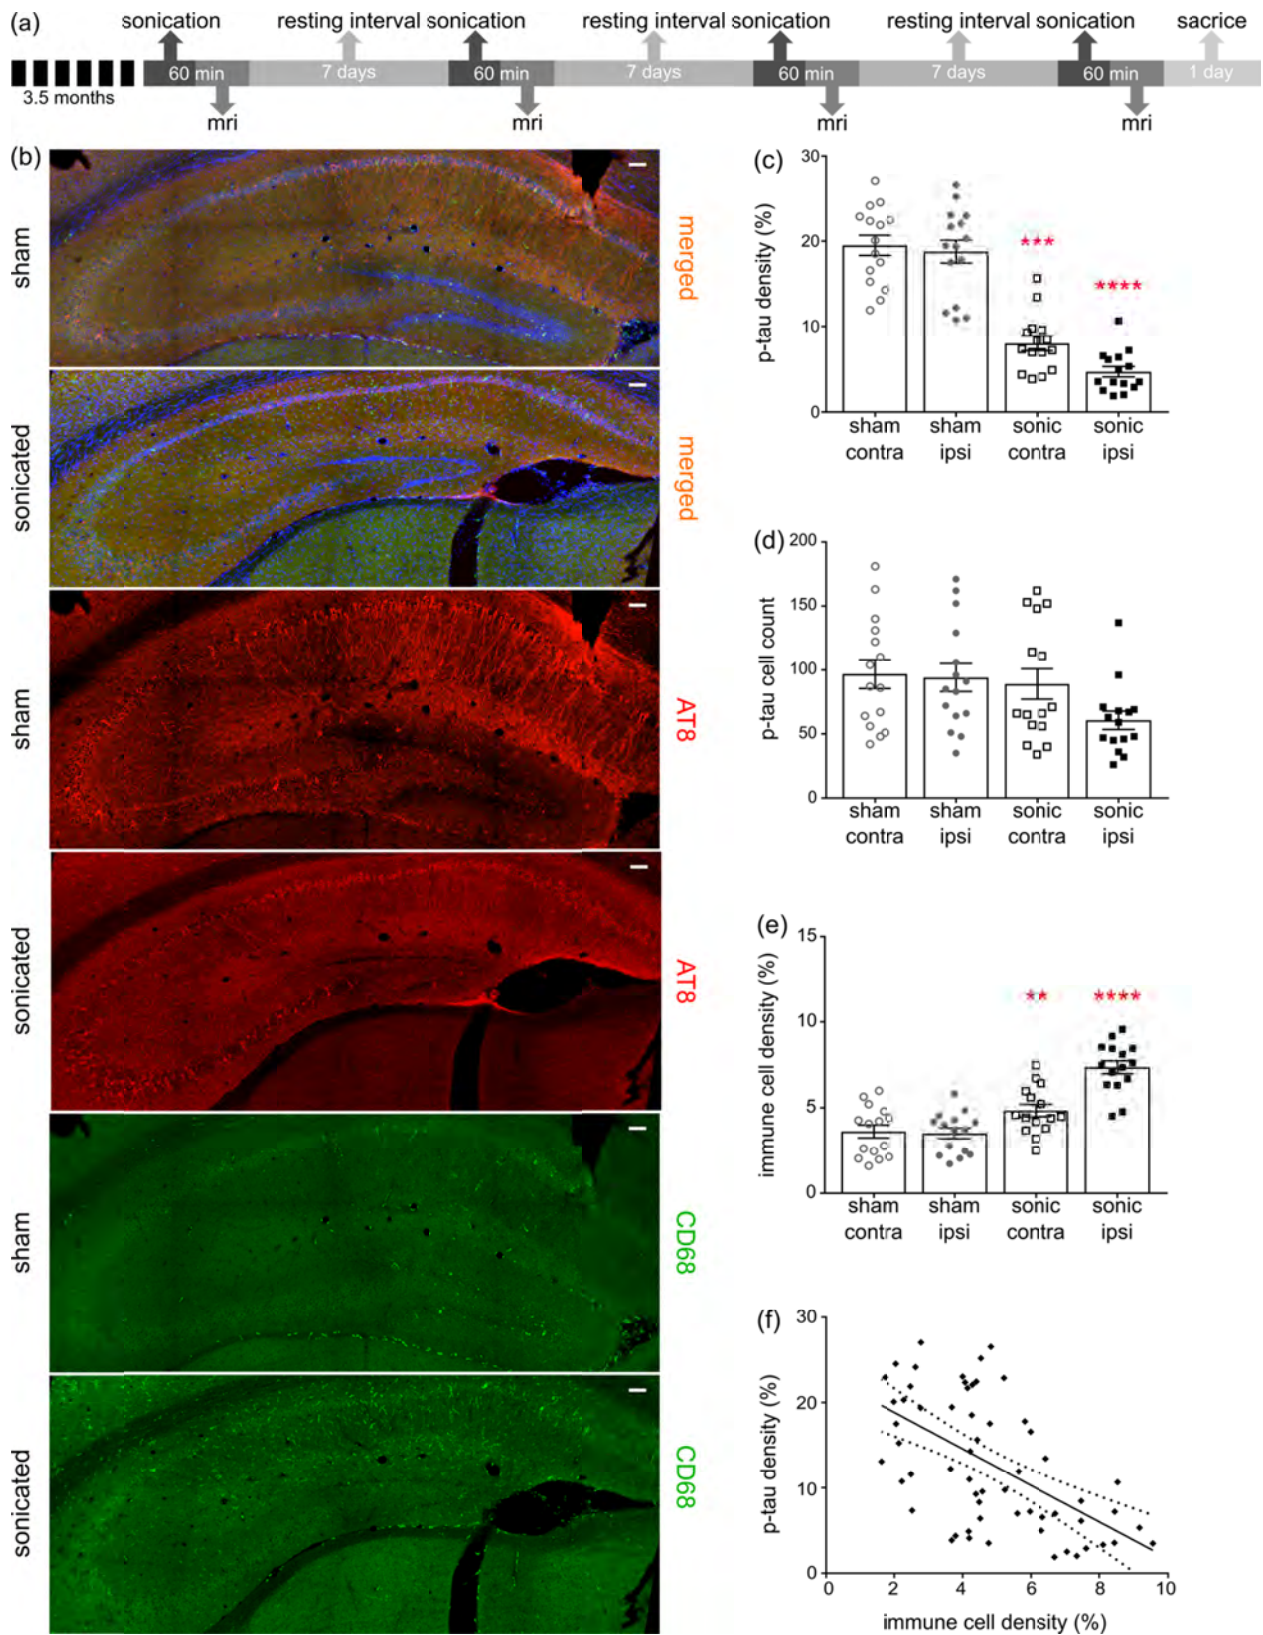 (a) sonication resting interval sonication resting interval sonication resting interval sonication sacrice
60 min 7 days 60 min 7 days 60 min 7 days 60 min 1 day
3.5 months
mri mri mri mri
(b)
sham
merged
sonicated
merged
sham
AT8
sonicated
AT8
sham
CD68
sonicated
CD68
(c)
p-tau density (%)
30
20
10
0
***
****
sham contra
sham ipsi
sonic contra
sonic ipsi
(d)
p-tau cell count
200
150
100
50
0
sham contra
sham ipsi
sonic contra
sonic ipsi
(e)
immune cell density (%)
15
10
5
0
**
****
sham contra
sham ipsi
sonic contra
sonic ipsi
(f)
p-tau density (%)
30
20
10
0
0 2 4 6 8 10
immune cell density (%)